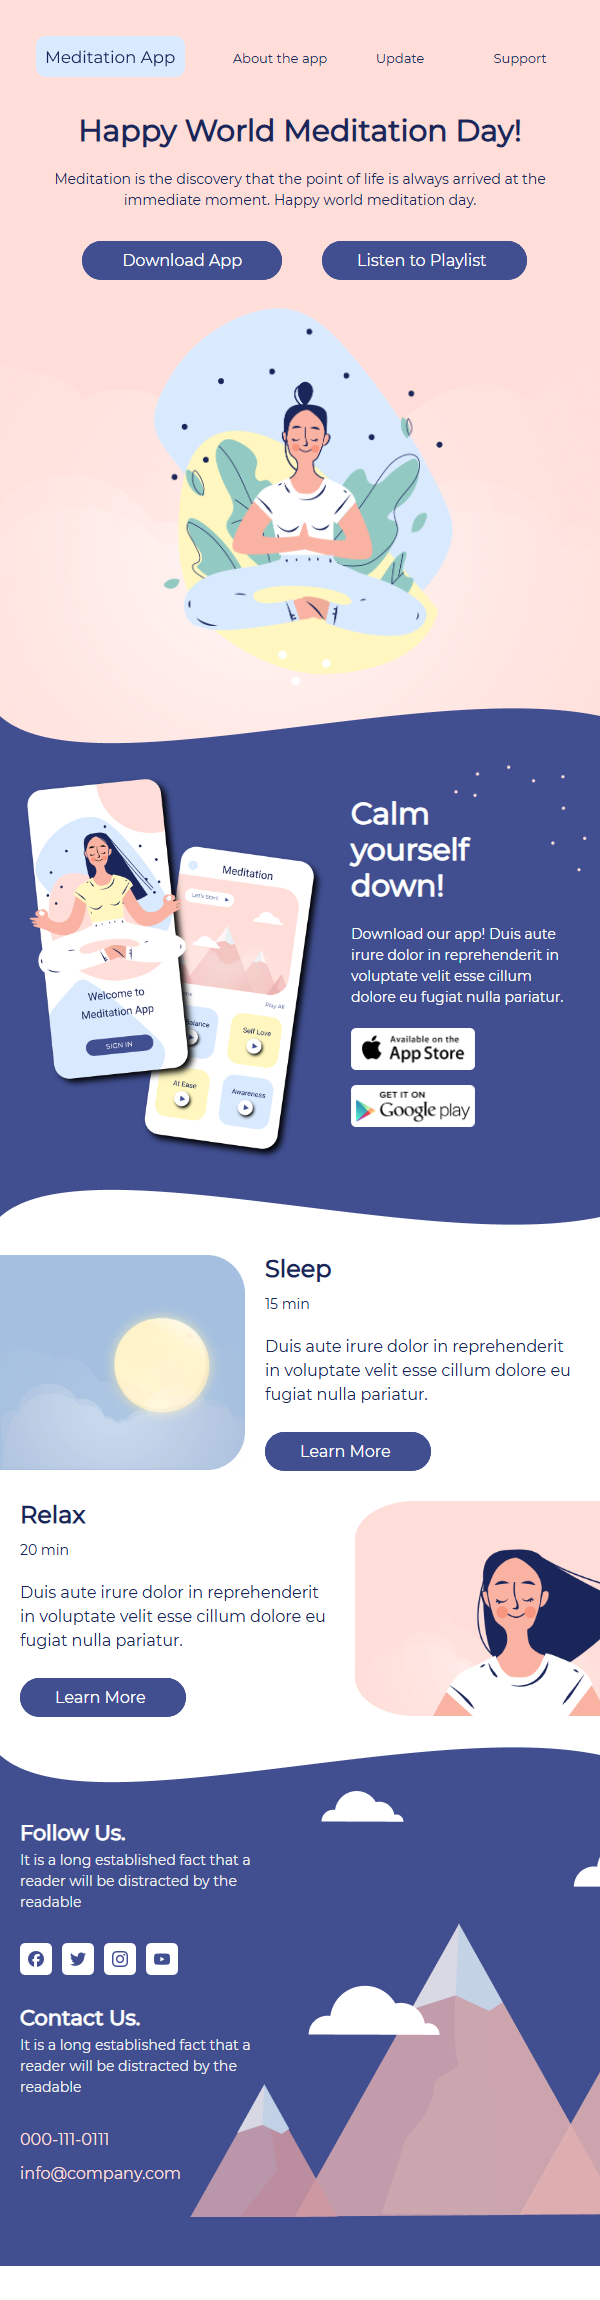 Meditation App
About the app
Update
Support
Happy World Meditation Day!
Meditation is the discovery that the point of life is always arrived at the
immediate moment. Happy world meditation day.
Download App
Listen to Playlist
Welcome to
Meditation App
SIGN IN
Meditation
Let's Start
Play All
Balance
Self Love
At Ease
Awareness
Calm
yourself
down!
Download our app! Duis aute
irure dolor in reprehenderit in
voluptate velit esse cillum
dolore eu fugiat nulla pariatur.
Available on the
App Store
GET IT ON
Google play
Sleep
15 min
Duis aute irure dolor in reprehenderit
in voluptate velit esse cillum dolore eu
fugiat nulla pariatur.
Learn More
Relax
20 min
Duis aute irure dolor in reprehenderit
in voluptate velit esse cillum dolore eu
fugiat nulla pariatur.
Learn More
Follow Us.
It is a long established fact that a
reader will be distracted by the
readable
Contact Us.
It is a long established fact that a
reader will be distracted by the
readable
000-111-0111
info@company.com